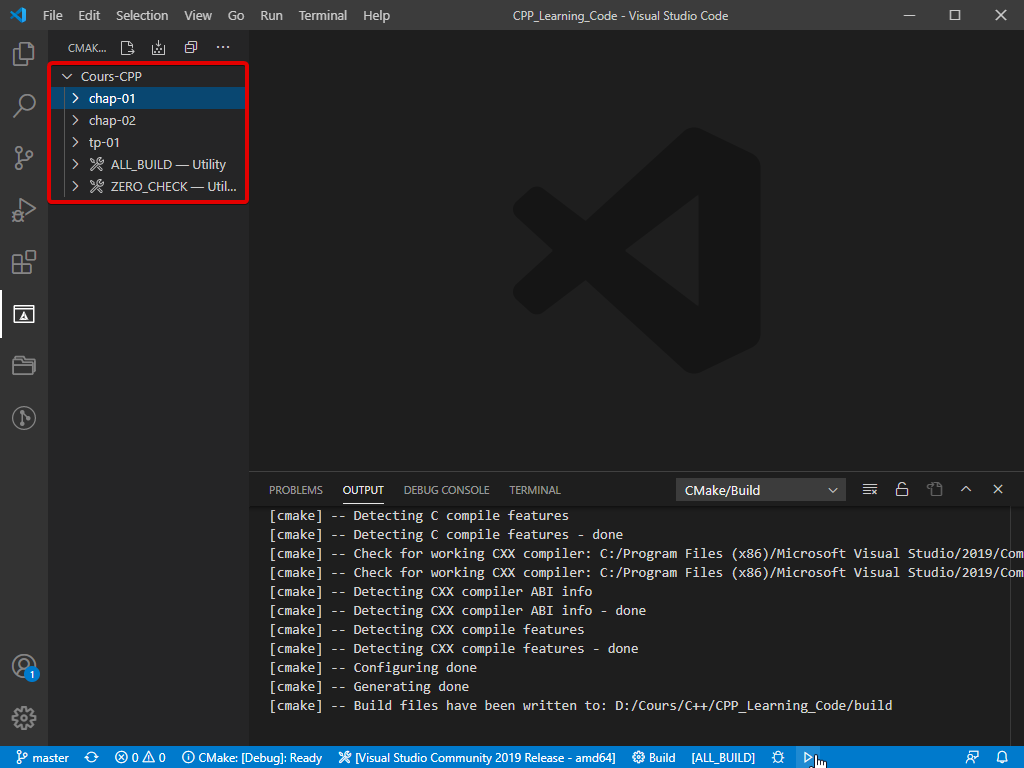 File Edit Selection View Go Run Terminal Help
CPP_Learning_Code - Visual Studio Code
CMAK...
Cours-CPP
chap-01
chap-02
tp-01
ALL_BUILD — Utility
ZERO_CHECK — Util...
PROBLEMS OUTPUT DEBUG CONSOLE TERMINAL
CMake/Build
[cmake] -- Detecting C compile features
[cmake] -- Detecting C compile features - done
[cmake] -- Check for working CXX compiler: C:/Program Files (x86)/Microsoft Visual Studio/2019/Com
[cmake] -- Check for working CXX compiler: C:/Program Files (x86)/Microsoft Visual Studio/2019/Com
[cmake] -- Detecting CXX compiler ABI info
[cmake] -- Detecting CXX compiler ABI info - done
[cmake] -- Detecting CXX compile features
[cmake] -- Detecting CXX compile features - done
[cmake] -- Configuring done
[cmake] -- Generating done
[cmake] -- Build files have been written to: D:/Cours/C++/CPP_Learning_Code/build
1
master 0 0 CMake: [Debug]: Ready [Visual Studio Community 2019 Release - amd64] Build [ALL_BUILD]